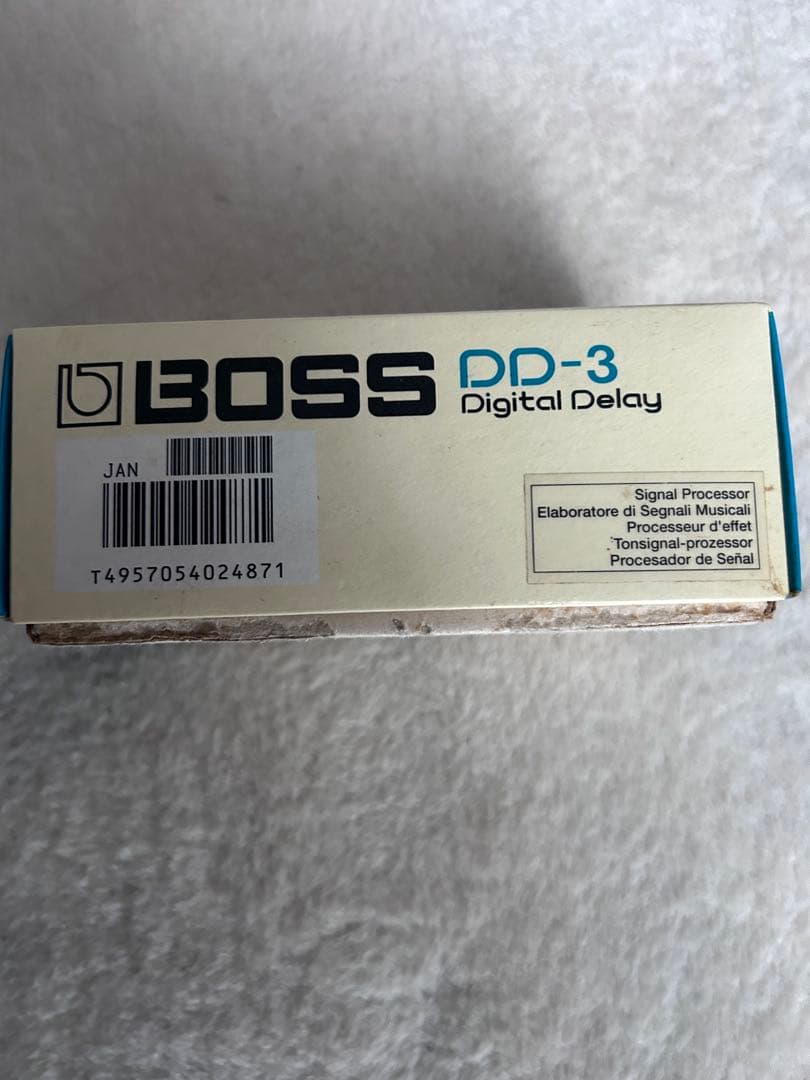 BOSS DD-3
Digital Delay
JAN
T4957054024871
Signal Processor
Elaboratore di Segnali Musicali
Processeur d'effet
Tonsignal-prozessor
Procesador de Señal